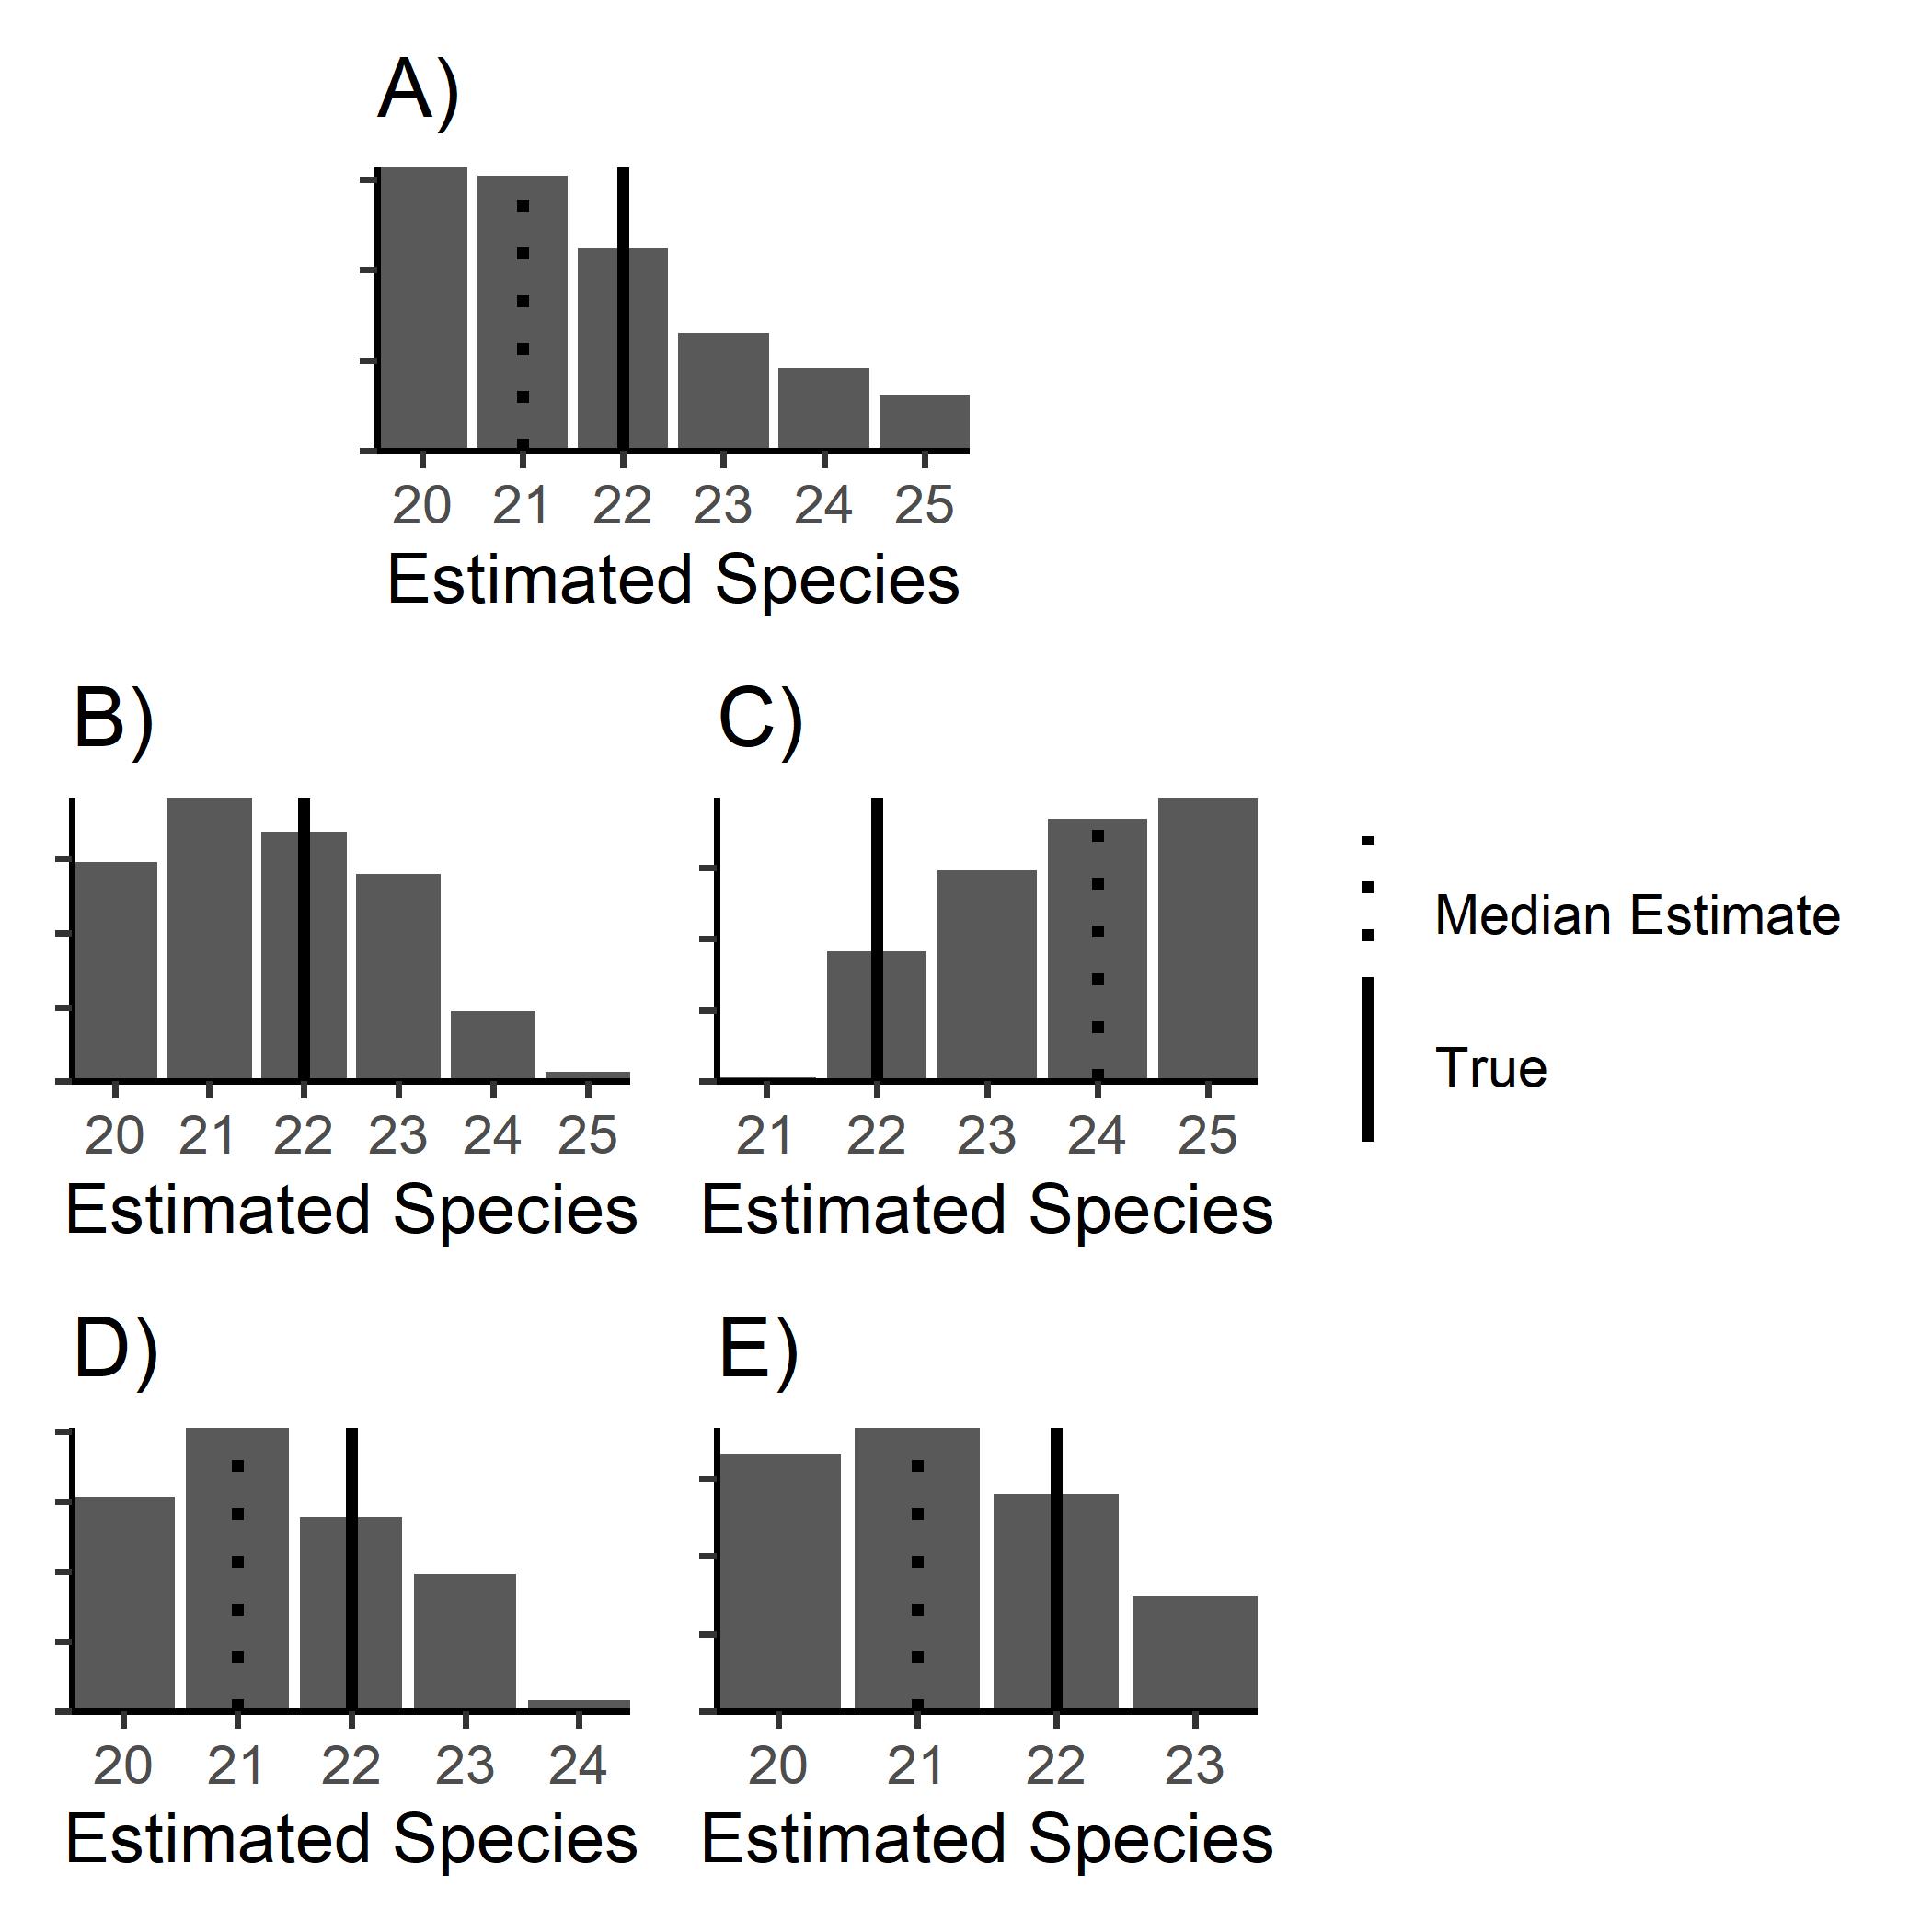 A)
20 21 22 23 24 25
Estimated Species
B)
20 21 22 23 24 25
Estimated Species
C)
21 22 23 24 25
Estimated Species
Median Estimate
True
D)
20 21 22 23 24
Estimated Species
E)
20 21 22 23
Estimated Species